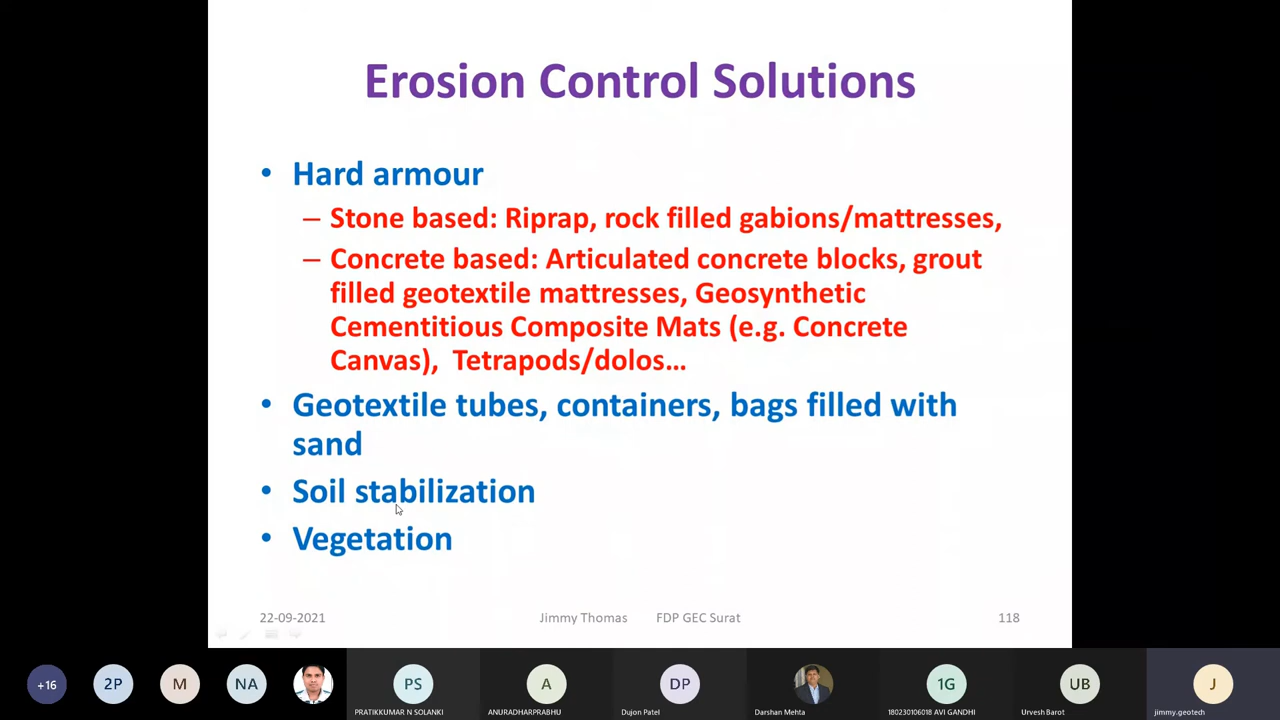 Erosion Control Solutions
• Hard armour
– Stone based: Riprap, rock filled gabions/mattresses,
– Concrete based: Articulated concrete blocks, grout
filled geotextile mattresses, Geosynthetic
Cementitious Composite Mats (e.g. Concrete
Canvas), Tetrapods/dolos...
• Geotextile tubes, containers, bags filled with
sand
• Soil stabilization
• Vegetation
22-09-2021 Jimmy Thomas FDP GEC Surat 118
+16 2P M NA PS A DP 1G UB J
PRATIKKUMAR N SOLANKI ANURADHARPRABHU Dujon Patel Darshan Mehta 180230106018 AVI GANDHI Urvesh Barot jimmy.geotech